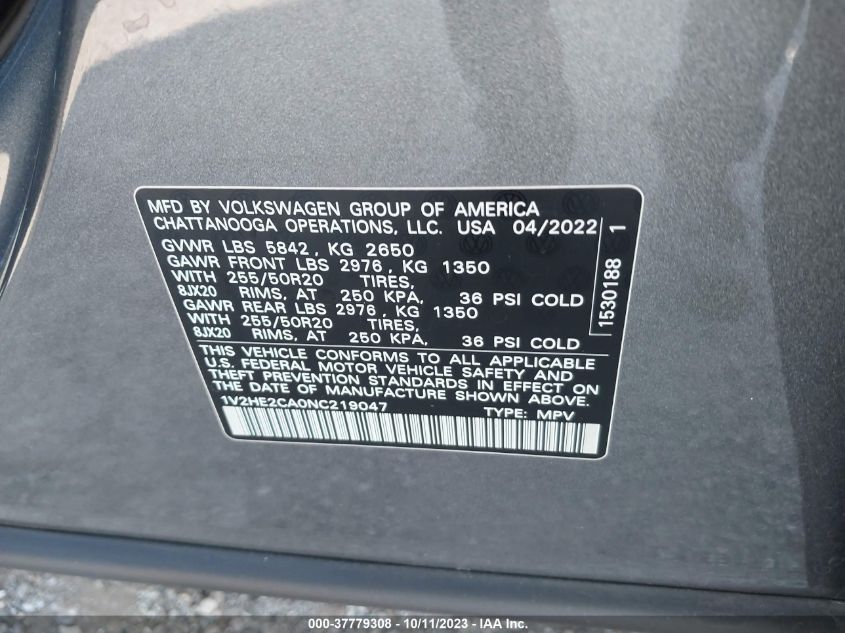 MFD BY VOLKSWAGEN GROUP OF AMERICA
CHATTANOOGA OPERATIONS, LLC. USA 04/2022
GVWR LBS 5842, KG 2650
GAWR FRONT LBS 2976, KG 1350
WITH 255/50R20 TIRES,
8JX20 RIMS, AT 250 KPA, 36 PSI COLD
GAWR REAR LBS 2976, KG 1350
WITH 255/50R20 TIRES,
8JX20 RIMS, AT 250 KPA, 36 PSI COLD
1530188 1
THIS VEHICLE CONFORMS TO ALL APPLICABLE
U.S. FEDERAL MOTOR VEHICLE SAFETY AND
THEFT PREVENTION STANDARDS IN EFFECT ON
THE DATE OF MANUFACTURE SHOWN ABOVE.
1V2HE2CA0NC219047 TYPE: MPV
000-37779308 - 10/11/2023 - IAA Inc.